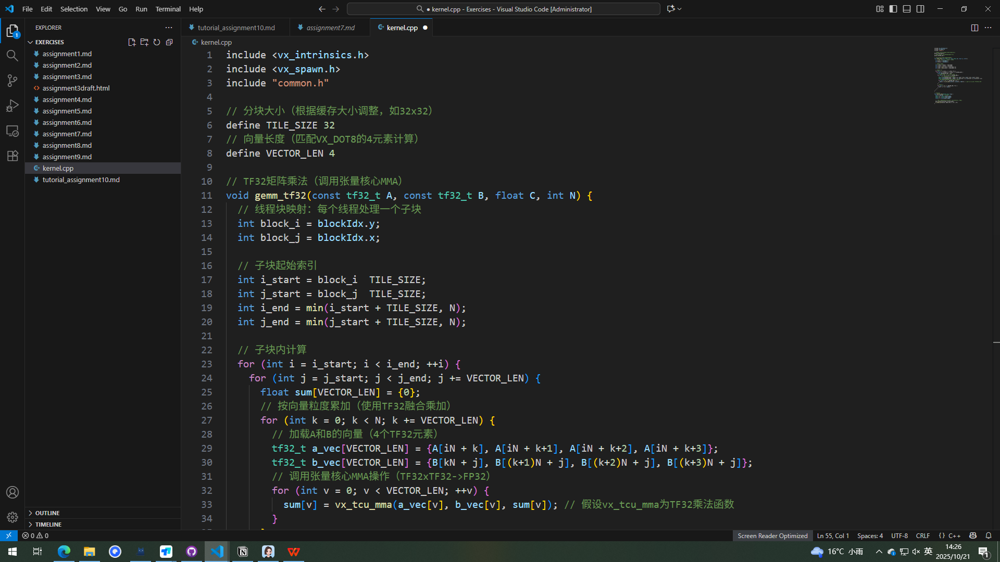 File Edit Selection View Go Run Terminal Help
● kernel.cpp - Exercises - Visual Studio Code [Administrator]
EXPLORER
tutorial_assignment10.md
assignment7.md
kernel.cpp
EXERCISES
kernel.cpp
assignment1.md
assignment2.md
assignment3.md
assignment3draft.html
assignment4.md
assignment5.md
assignment6.md
assignment7.md
assignment8.md
assignment9.md
kernel.cpp
tutorial_assignment10.md
1 include <vx_intrinsics.h>
2 include <vx_spawn.h>
3 include "common.h"
4
5 // 分块大小（根据缓存大小调整，如32x32）
6 define TILE_SIZE 32
7 // 向量长度（匹配VX_DOT8的4元素计算）
8 define VECTOR_LEN 4
9
10 // TF32矩阵乘法（调用张量核心MMA）
11 void gemm_tf32(const tf32_t A, const tf32_t B, float C, int N) {
12 // 线程块映射：每个线程处理一个子块
13 int block_i = blockIdx.y;
14 int block_j = blockIdx.x;
15
16 // 子块起始索引
17 int i_start = block_i  TILE_SIZE;
18 int j_start = block_j  TILE_SIZE;
19 int i_end = min(i_start + TILE_SIZE, N);
20 int j_end = min(j_start + TILE_SIZE, N);
21
22 // 子块内计算
23 for (int i = i_start; i < i_end; ++i) {
24 for (int j = j_start; j < j_end; j += VECTOR_LEN) {
25 float sum[VECTOR_LEN] = {0};
26 // 按向量粒度累加（使用TF32融合乘加）
27 for (int k = 0; k < N; k += VECTOR_LEN) {
28 // 加载A和B的向量（4个TF32元素）
29 tf32_t a_vec[VECTOR_LEN] = {A[iN + k], A[iN + k+1], A[iN + k+2], A[iN + k+3]};
30 tf32_t b_vec[VECTOR_LEN] = {B[kN + j], B[(k+1)N + j], B[(k+2)N + j], B[(k+3)N + j]};
31 // 调用张量核心MMA操作（TF32xTF32->FP32）
32 for (int v = 0; v < VECTOR_LEN; ++v) {
33 sum[v] = vx_tcu_mma(a_vec[v], b_vec[v], sum[v]); // 假设vx_tcu_mma为TF32乘法函数
34 }
OUTLINE
TIMELINE
0 0
Screen Reader Optimized Ln 55, Col 1 Spaces: 4 UTF-8 CRLF {} C++
16°C 小雨
英
14:26
2025/10/21
1